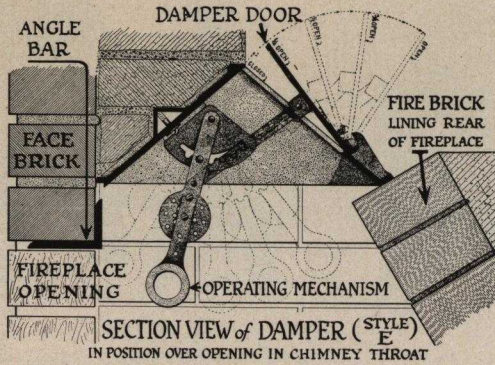 DAMPER DOOR
ANGLE
BAR
CLOSED
FIRE BRICK
LINING REAR
OF FIREPLACE
FACE
BRICK
FIREPLACE
OPENING
OPERATING MECHANISM
SECTION VIEW of DAMPER (STYLE E)
IN POSITION OVER OPENING IN CHIMNEY THROAT